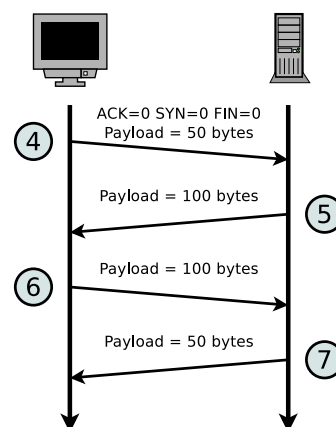 ACK=0 SYN=0 FIN=0
Payload = 50 bytes
4
Payload = 100 bytes
5
Payload = 100 bytes
6
Payload = 50 bytes
7